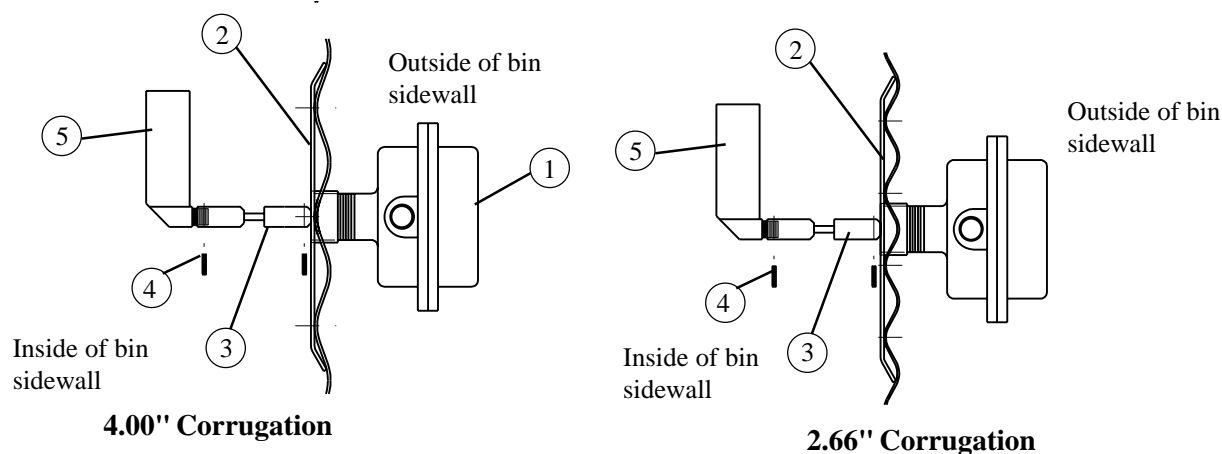 2
Outside of bin
sidewall
5
1
4
3
Inside of bin
sidewall
4.00" Corrugation
2
Outside of bin
sidewall
5
4
3
Inside of bin
sidewall
2.66" Corrugation